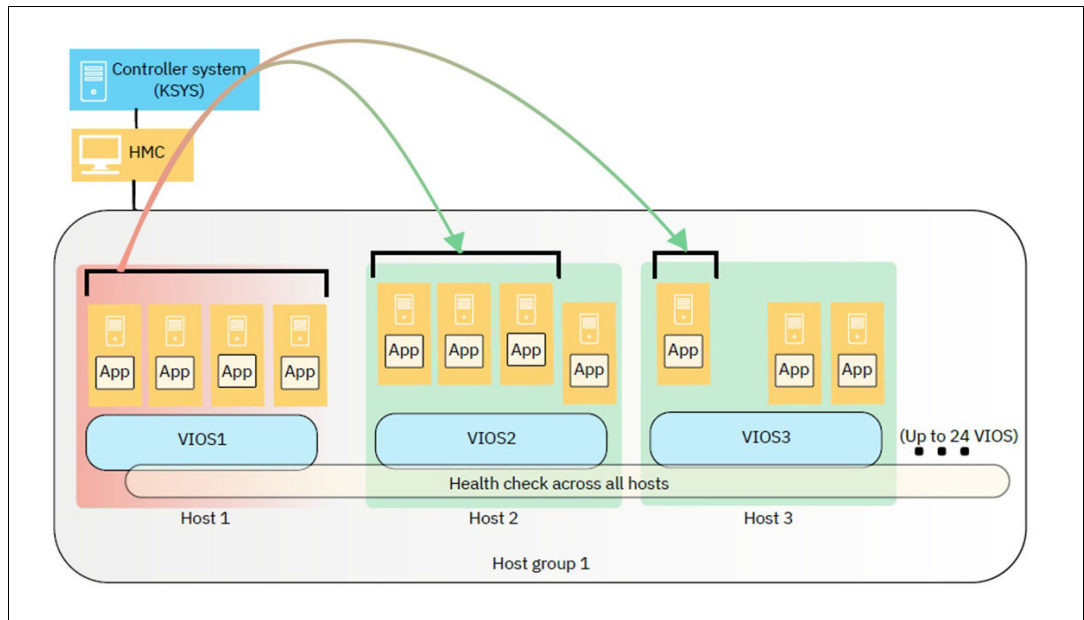 Controller system
(KSYS)
HMC
App App App App
App App App App
App App App
VIOS1
VIOS2
VIOS3
(Up to 24 VIOS)
Health check across all hosts
Host 1
Host 2
Host 3
Host group 1